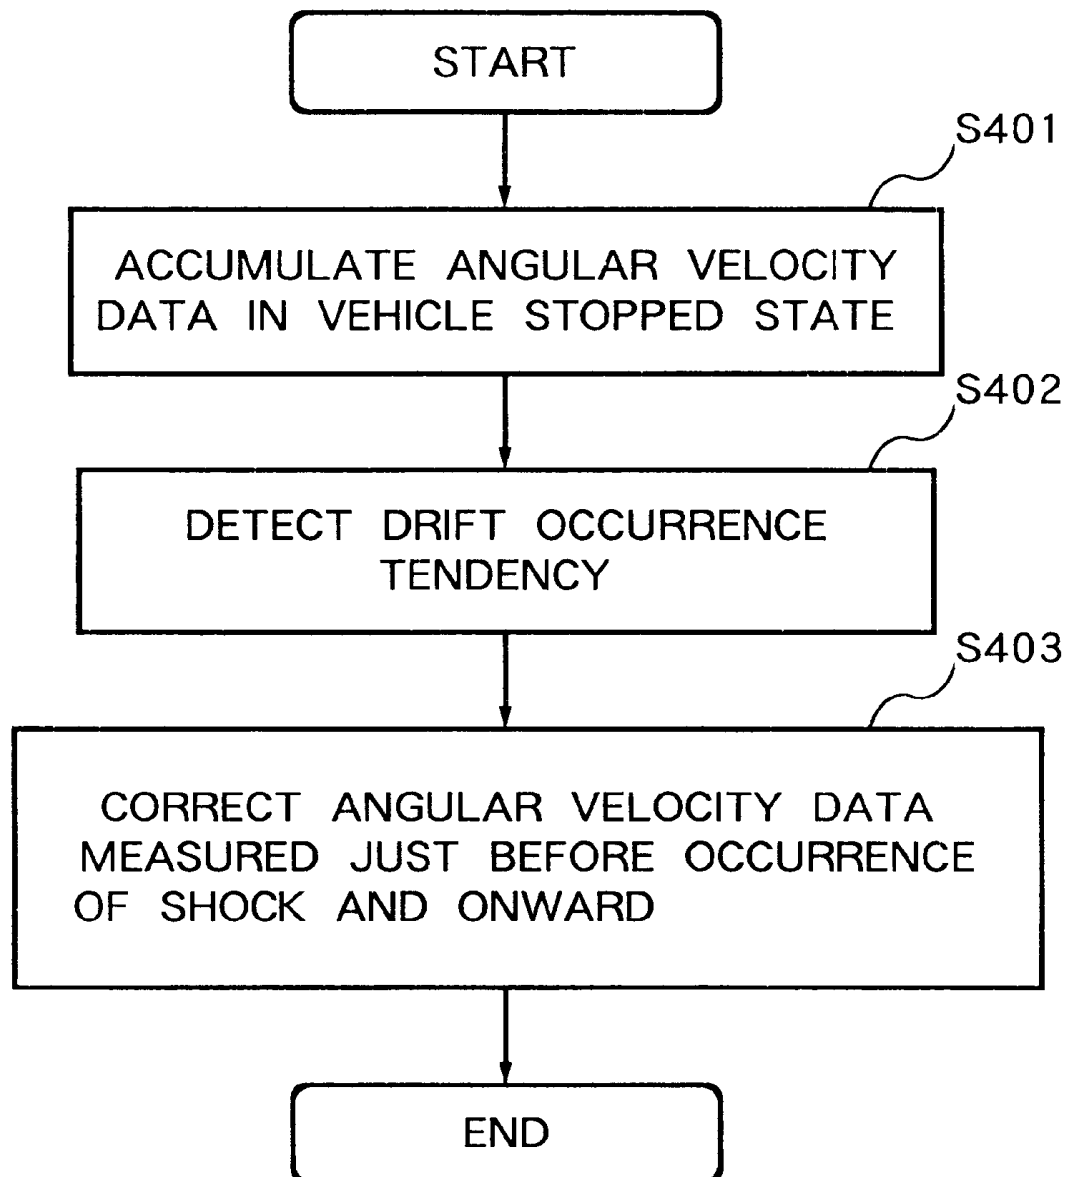 START
S401
ACCUMULATE ANGULAR VELOCITY
DATA IN VEHICLE STOPPED STATE
S402
DETECT DRIFT OCCURRENCE
TENDENCY
S403
CORRECT ANGULAR VELOCITY DATA
MEASURED JUST BEFORE OCCURRENCE
OF SHOCK AND ONWARD
END